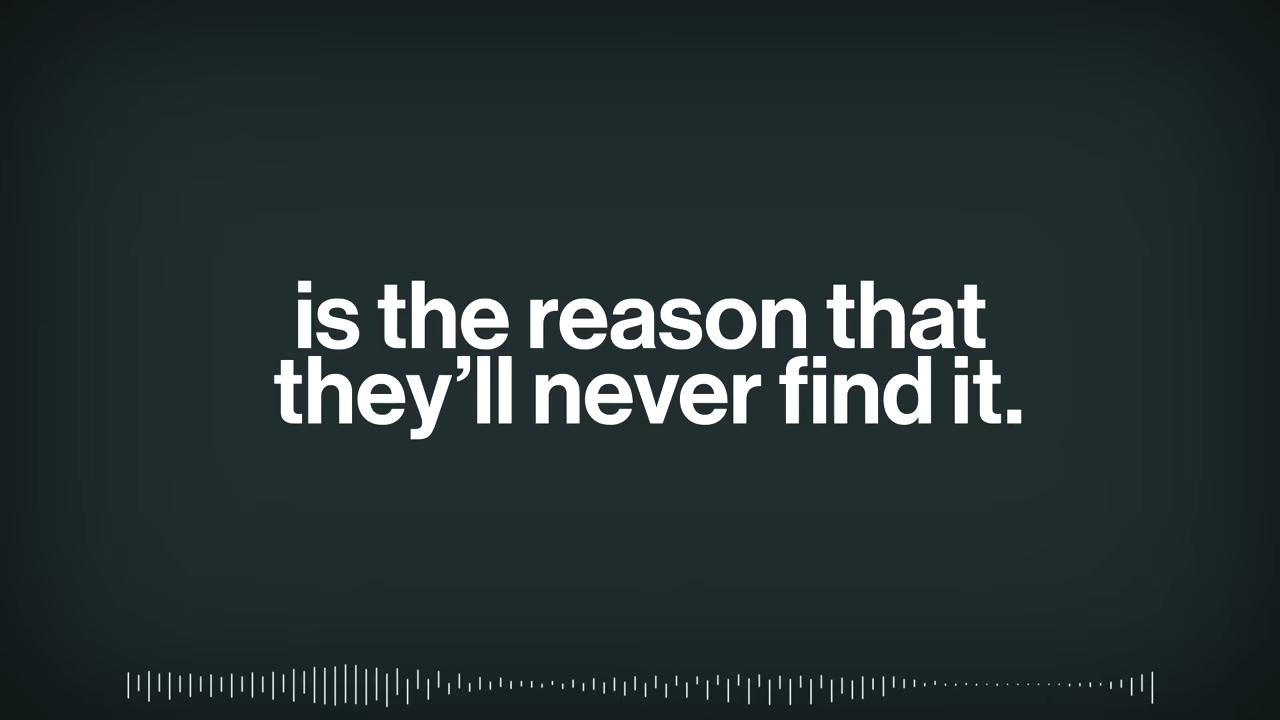 is the reason that
they’ll never find it.